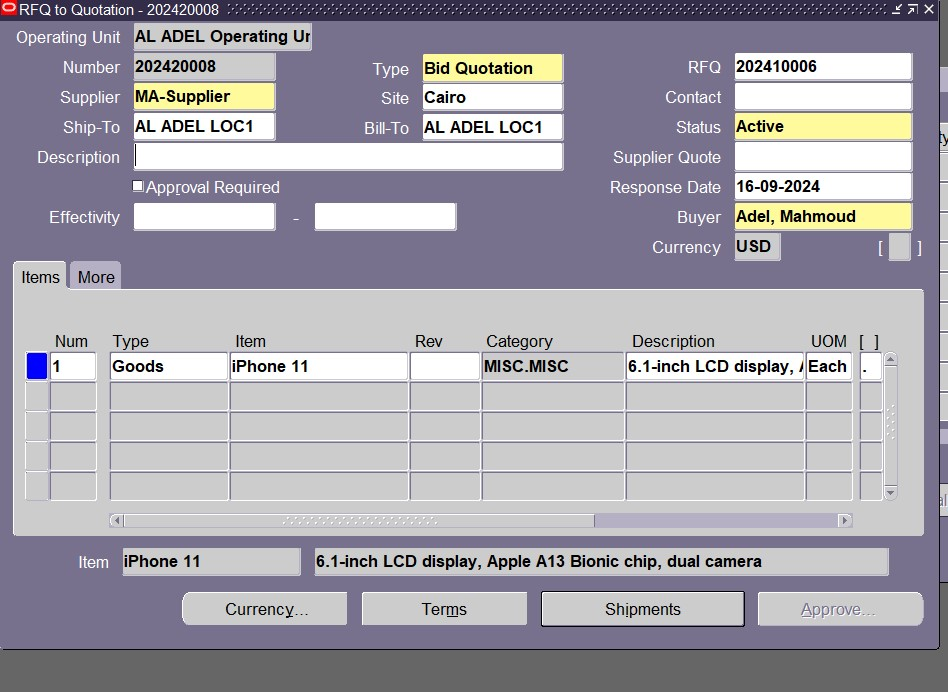 RFQ to Quotation - 202420008
Operating Unit AL ADEL Operating Ur
Number 202420008 Type Bid Quotation RFQ 202410006
Supplier MA-Supplier Site Cairo Contact
Ship-To AL ADEL LOC1 Bill-To AL ADEL LOC1 Status Active
Description Supplier Quote
Approval Required Response Date 16-09-2024
Effectivity - Buyer Adel, Mahmoud
Currency USD [ ]
Items More
Num Type Item Rev Category Description UOM [ ]
1 Goods iPhone 11 MISC.MISC 6.1-inch LCD display, A Each .
Item iPhone 11 6.1-inch LCD display, Apple A13 Bionic chip, dual camera
Currency... Terms Shipments Approve...